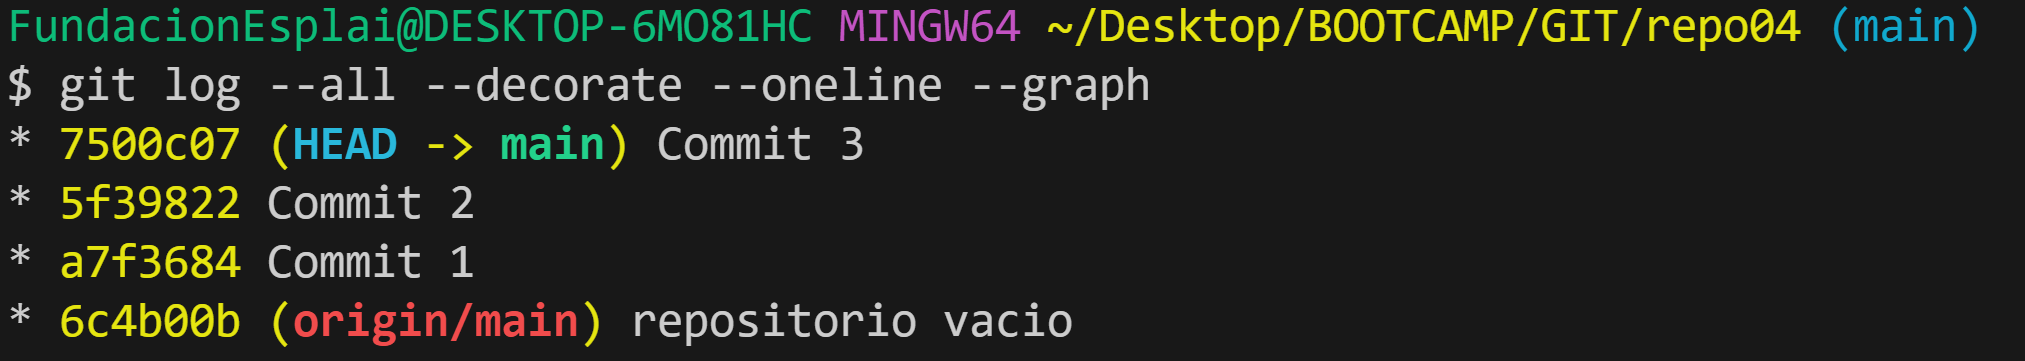 FundacionEsplai@DESKTOP-6MO81HC MINGW64 ~/Desktop/BOOTCAMP/GIT/repo04 (main)
$ git log --all --decorate --oneline --graph
* 7500c07 (HEAD -> main) Commit 3
* 5f39822 Commit 2
* a7f3684 Commit 1
* 6c4b00b (origin/main) repositorio vacio